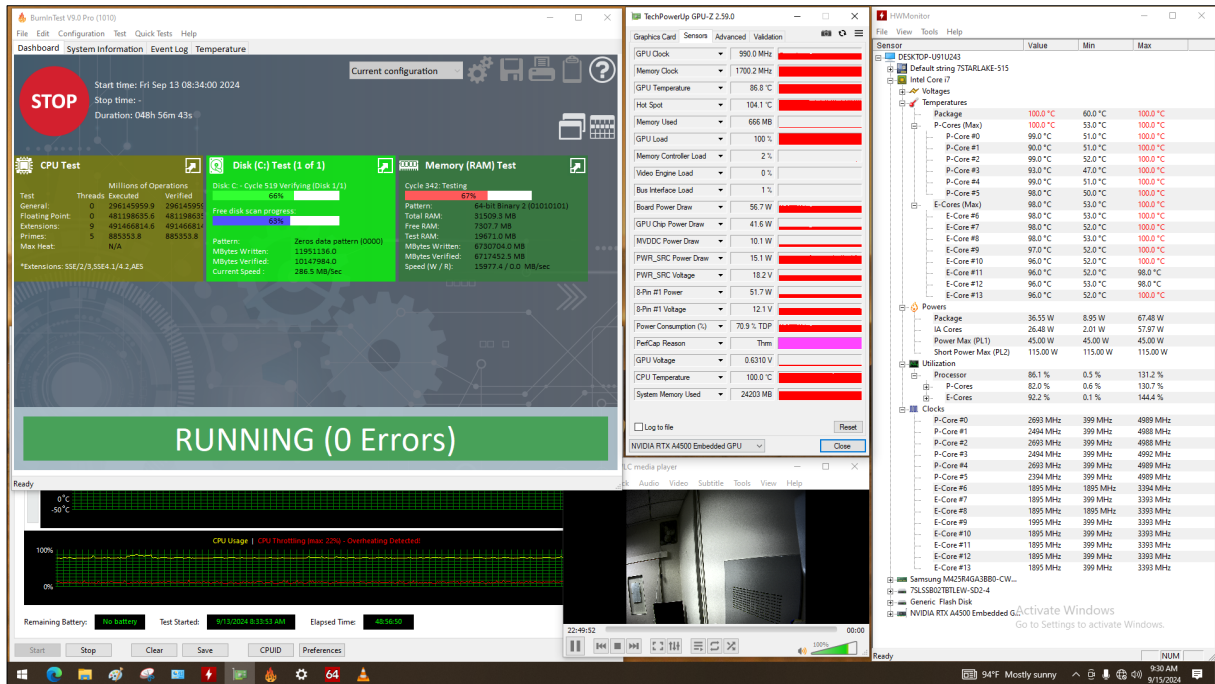 BurnInTest V9.0 Pro (1010)
File Edit Configuration Test Quick Tests Help
Dashboard System Information Event Log Temperature
Current configuration
STOP
Start time: Fri Sep 13 08:34:00 2024
Stop time: -
Duration: 048h 56m 43s
CPU Test
Millions of Operations
Test Threads Executed Verified
General: 0 296145959.9 296145959
Floating Point: 0 481198635.6 481198635
Extensions: 9 491466814.6 491466814
Primes: 5 885353.8 885353.8
Max Heat: N/A
*Extensions: SSE/2/3,SSE4.1/4.2,AES
Disk (C:) Test (1 of 1)
Disk: C: - Cycle 519 Verifying (Disk 1/1)
66%
Free disk scan progress:
63%
Pattern: Zeros data pattern (0000)
MBytes Written: 11951136.0
MBytes Verified: 10147984.0
Current Speed : 286.5 MB/Sec
Memory (RAM) Test
Cycle 342: Testing
67%
Pattern: 64-bit Binary 2 (01010101)
Total RAM: 31509.3 MB
Free RAM: 7307.7 MB
Test RAM: 19671.0 MB
MBytes Written: 6730704.0 MB
MBytes Verified: 6717452.5 MB
Speed (W / R): 15977.4 / 0.0 MB/sec
RUNNING (0 Errors)
Ready
0°C
-50°C
CPU Usage | CPU Throttling (max 22%) - Overheating Detected!
100%
0%
Remaining Battery: No battery Test Started: 9/13/2024 8:33:53 AM Elapsed Time: 48:56:50
Start Stop Clear Save CPUID Preferences
TechPowerUp GPU-Z 2.59.0
Graphics Card Sensors Advanced Validation
GPU Clock 990.0 MHz
Memory Clock 1700.2 MHz
GPU Temperature 86.8 °C
Hot Spot 104.1 °C
Memory Used 666 MB
GPU Load 100 %
Memory Controller Load 2 %
Video Engine Load 0 %
Bus Interface Load 1 %
Board Power Draw 56.7 W
GPU Chip Power Draw 41.6 W
MVDDC Power Draw 10.1 W
PWR_SRC Power Draw 15.1 W
PWR_SRC Voltage 18.2 V
8-Pin #1 Power 51.7 W
8-Pin #1 Voltage 12.1 V
Power Consumption (%) 70.9 % TDP
PerfCap Reason Thrm
GPU Voltage 0.6310 V
CPU Temperature 100.0 °C
System Memory Used 24203 MB
Log to file Reset
NVIDIA RTX A4500 Embedded GPU Close
LC media player
ck Audio Video Subtitle Tools View Help
22:49:52 00:00
100%
HWMonitor
File View Tools Help
Sensor Value Min Max
DESKTOP-U91U243
Default string 7STARLAKE-515
Intel Core i7
Voltages
Temperatures
Package 100.0 °C 60.0 °C 100.0 °C
P-Cores (Max) 100.0 °C 53.0 °C 100.0 °C
P-Core #0 99.0 °C 51.0 °C 100.0 °C
P-Core #1 90.0 °C 51.0 °C 100.0 °C
P-Core #2 99.0 °C 52.0 °C 100.0 °C
P-Core #3 93.0 °C 47.0 °C 100.0 °C
P-Core #4 99.0 °C 51.0 °C 100.0 °C
P-Core #5 98.0 °C 50.0 °C 100.0 °C
E-Cores (Max) 98.0 °C 53.0 °C 100.0 °C
E-Core #6 98.0 °C 53.0 °C 100.0 °C
E-Core #7 98.0 °C 52.0 °C 100.0 °C
E-Core #8 98.0 °C 53.0 °C 100.0 °C
E-Core #9 97.0 °C 52.0 °C 100.0 °C
E-Core #10 96.0 °C 52.0 °C 100.0 °C
E-Core #11 96.0 °C 52.0 °C 98.0 °C
E-Core #12 96.0 °C 53.0 °C 98.0 °C
E-Core #13 96.0 °C 52.0 °C 100.0 °C
Powers
Package 36.55 W 8.95 W 67.48 W
IA Cores 26.48 W 2.01 W 57.97 W
Power Max (PL1) 45.00 W 45.00 W 45.00 W
Short Power Max (PL2) 115.00 W 115.00 W 115.00 W
Utilization
Processor 86.1 % 0.5 % 131.2 %
P-Cores 82.0 % 0.6 % 130.7 %
E-Cores 92.2 % 0.1 % 144.4 %
Clocks
P-Core #0 2693 MHz 399 MHz 4989 MHz
P-Core #1 2494 MHz 399 MHz 4988 MHz
P-Core #2 2693 MHz 399 MHz 4988 MHz
P-Core #3 2494 MHz 399 MHz 4992 MHz
P-Core #4 2693 MHz 399 MHz 4989 MHz
P-Core #5 2394 MHz 399 MHz 4989 MHz
E-Core #6 1895 MHz 1895 MHz 3394 MHz
E-Core #7 1895 MHz 399 MHz 3393 MHz
E-Core #8 1895 MHz 1895 MHz 3393 MHz
E-Core #9 1995 MHz 399 MHz 3393 MHz
E-Core #10 1895 MHz 399 MHz 3393 MHz
E-Core #11 1895 MHz 399 MHz 3393 MHz
E-Core #12 1895 MHz 399 MHz 3393 MHz
E-Core #13 1895 MHz 399 MHz 3393 MHz
Samsung M425R4GA3BB0-CW...
7SLSSB02TBTLEW-SD2-4
Generic Flash Disk
NVIDIA RTX A4500 Embedded G...
Activate Windows
Go to Settings to activate Windows.
Ready NUM
64
94°F Mostly sunny
9:30 AM
9/15/2024